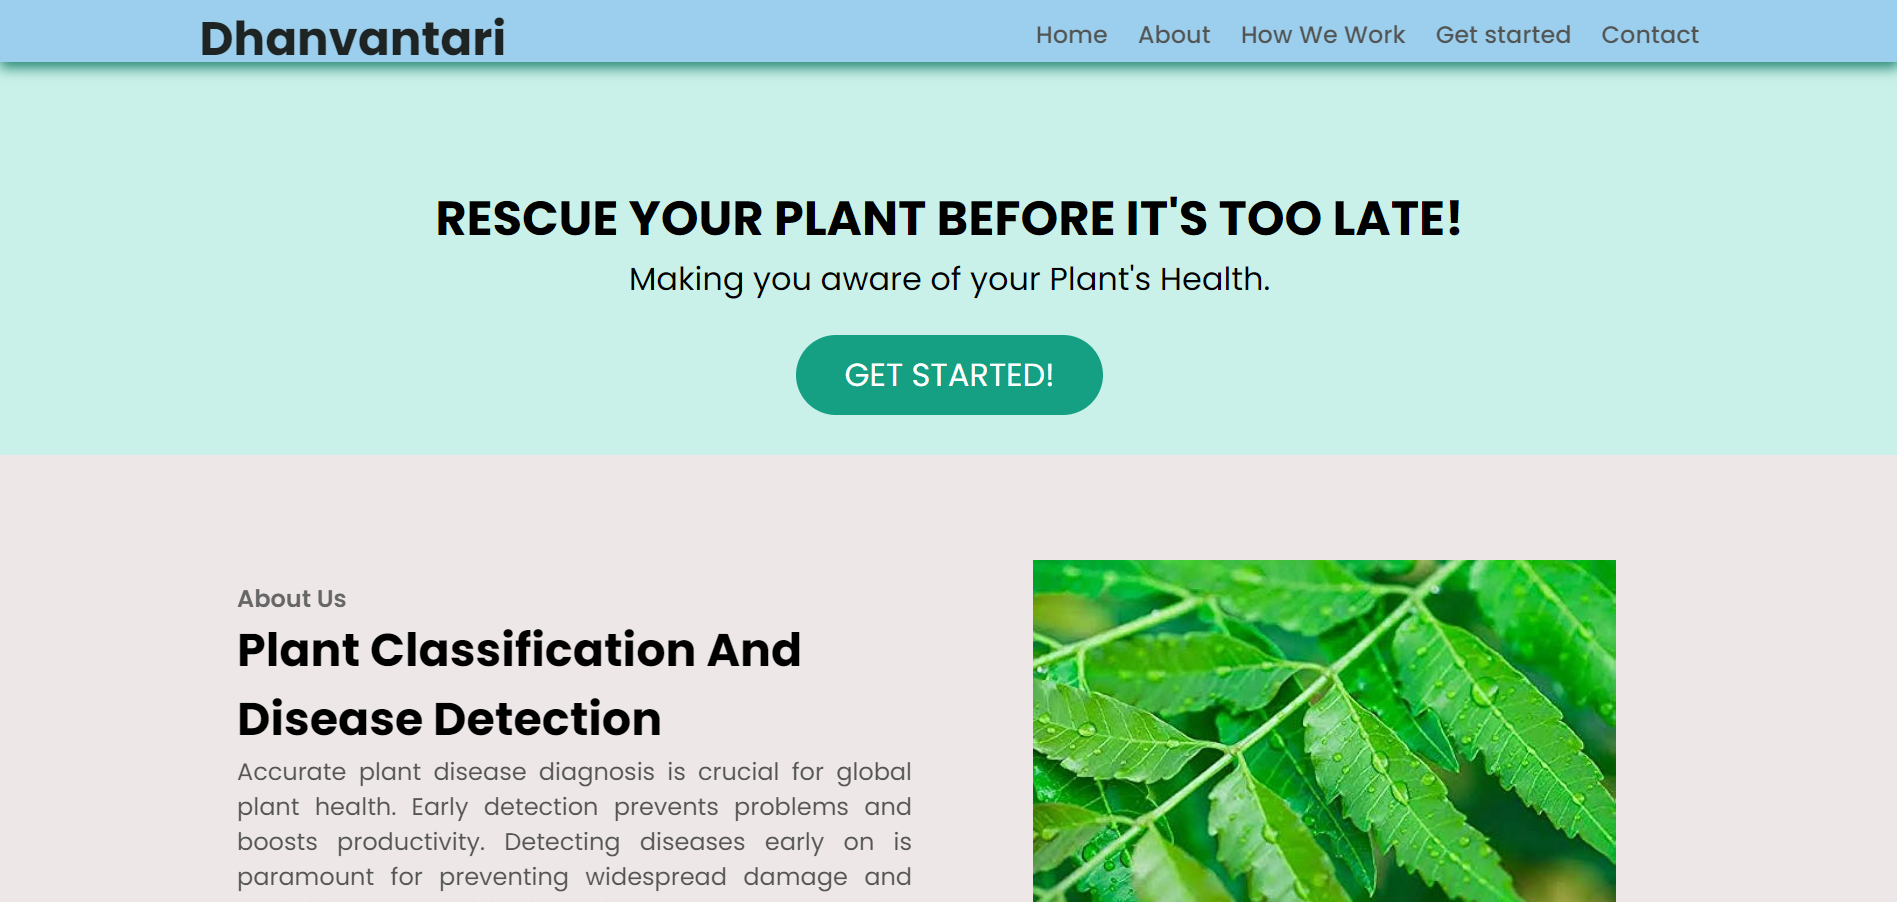 Dhanvantari
Home About How We Work Get started Contact
RESCUE YOUR PLANT BEFORE IT'S TOO LATE!
Making you aware of your Plant's Health.
GET STARTED!
About Us
Plant Classification And
Disease Detection
Accurate plant disease diagnosis is crucial for global
plant health. Early detection prevents problems and
boosts productivity. Detecting diseases early on is
paramount for preventing widespread damage and